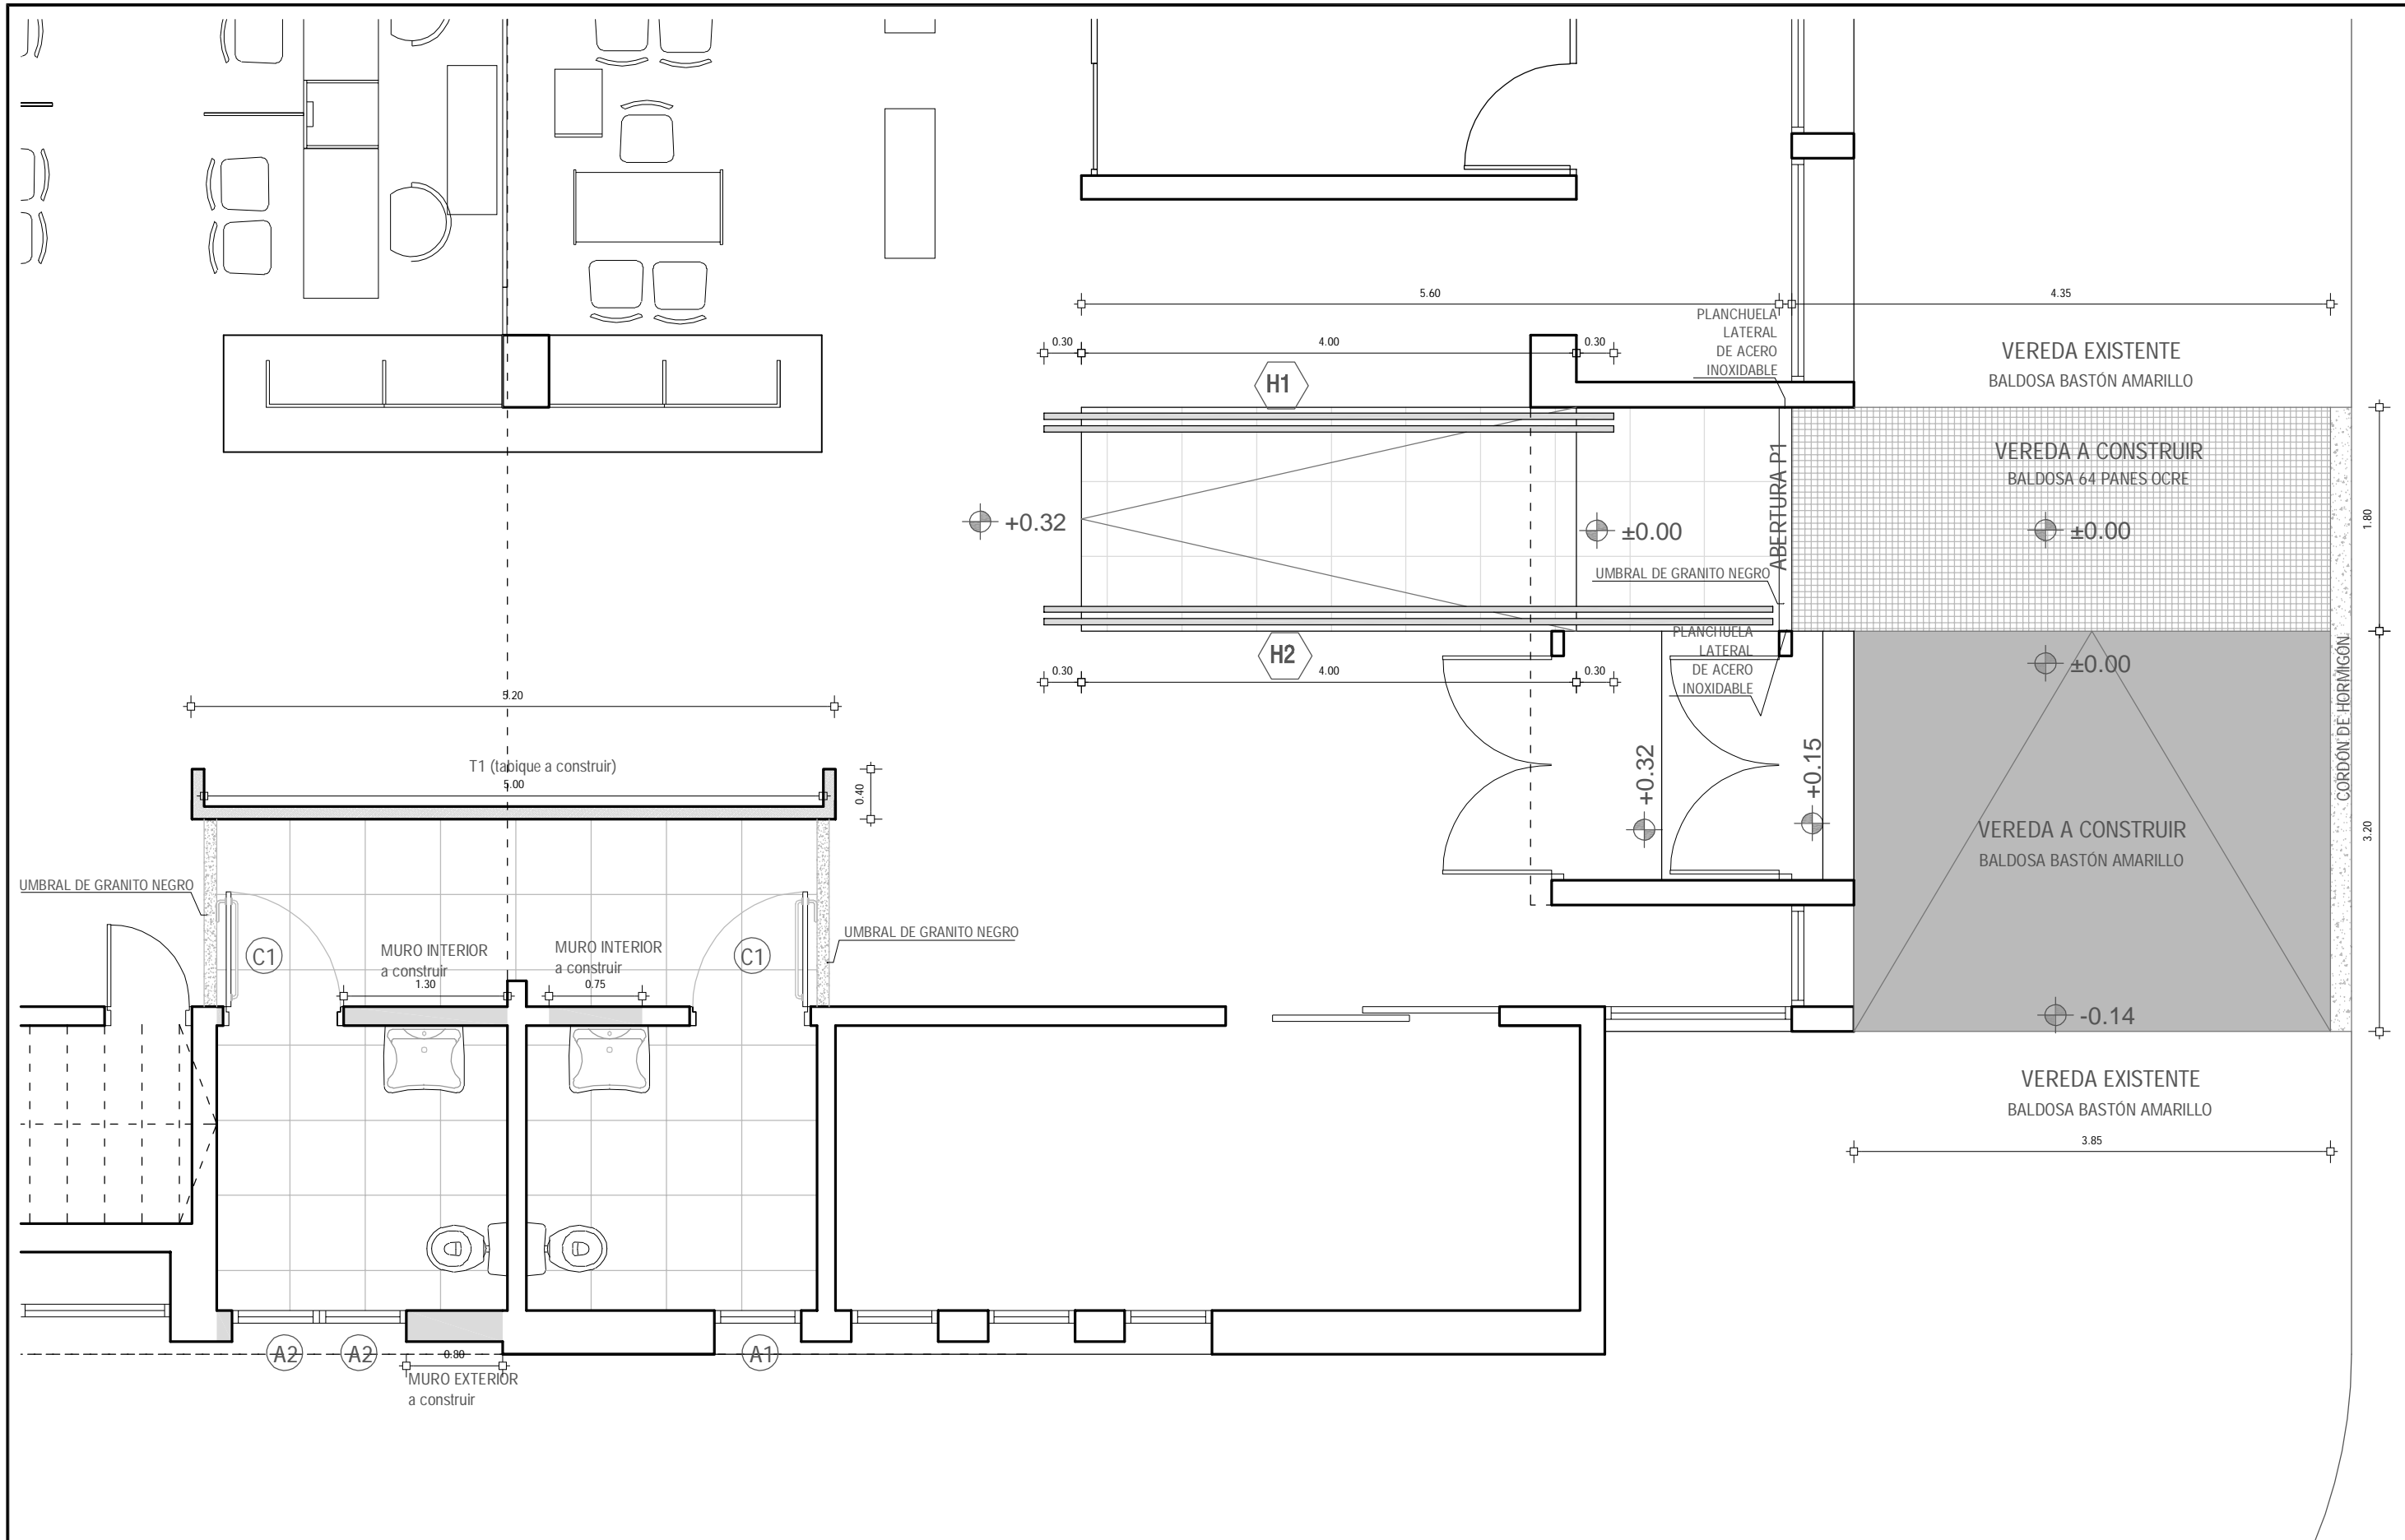 5.60
4.35
PLANCHUELA
LATERAL
DE ACERO
INOXIDABLE
0.30
4.00
0.30
H1
VEREDA EXISTENTE
BALDOSA BASTÓN AMARILLO
VEREDA A CONSTRUIR
BALDOSA 64 PANES OCRE
ABERTURA P1
1.80
+0.32
±0.00
±0.00
UMBRAL DE GRANITO NEGRO
PLANCHUELA
LATERAL
DE ACERO
INOXIDABLE
H2
0.30
4.00
0.30
±0.00
CORDÓN DE HORMIGÓN
5.20
T1 (tabique a construir)
5.00
0.40
+0.32
+0.15
VEREDA A CONSTRUIR
BALDOSA BASTÓN AMARILLO
3.20
UMBRAL DE GRANITO NEGRO
UMBRAL DE GRANITO NEGRO
C1
MURO INTERIOR
a construir
1.30
MURO INTERIOR
a construir
0.75
C1
-0.14
VEREDA EXISTENTE
BALDOSA BASTÓN AMARILLO
3.85
A2
A2
0.80
A1
MURO EXTERIOR
a construir